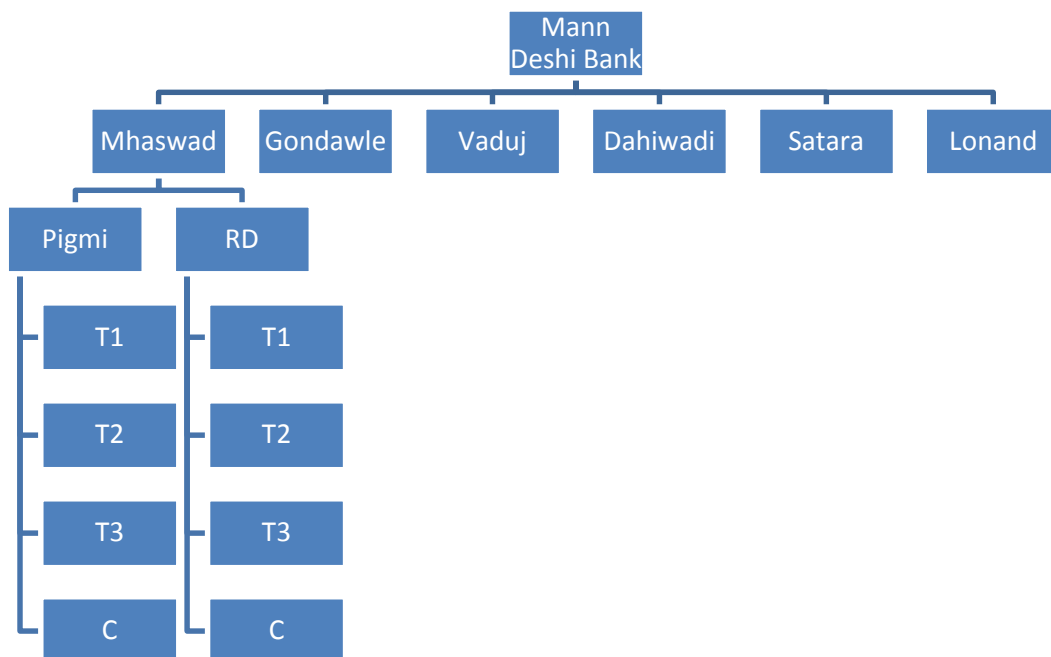 Mann
Deshi Bank
Mhaswad
Gondawle
Vaduj
Dahiwadi
Satara
Lonand
Pigmi
RD
T1
T1
T2
T2
T3
T3
C
C